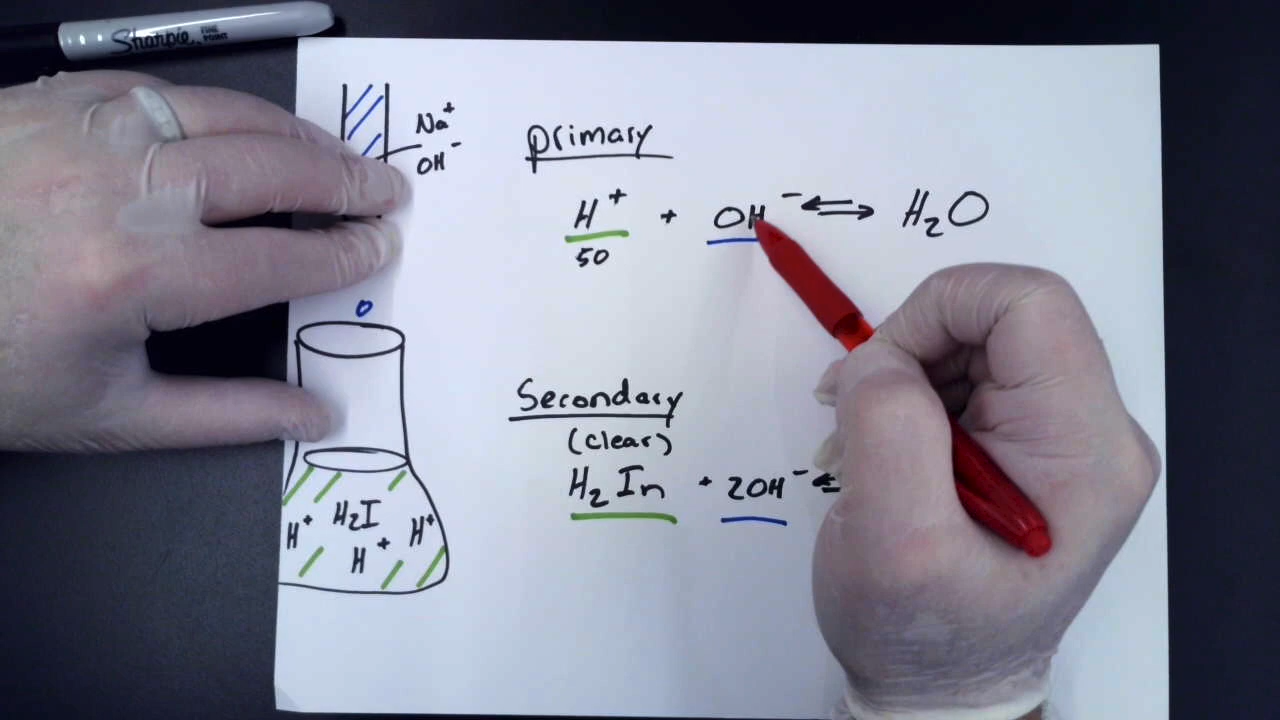 Sharpie FINE POINT
Na+
OH-
primary
H+ + OH- ⇌ H2O
50
0
Secondary
(clear)
H2In + 2OH- ⇌
H+ H2I H+
H+